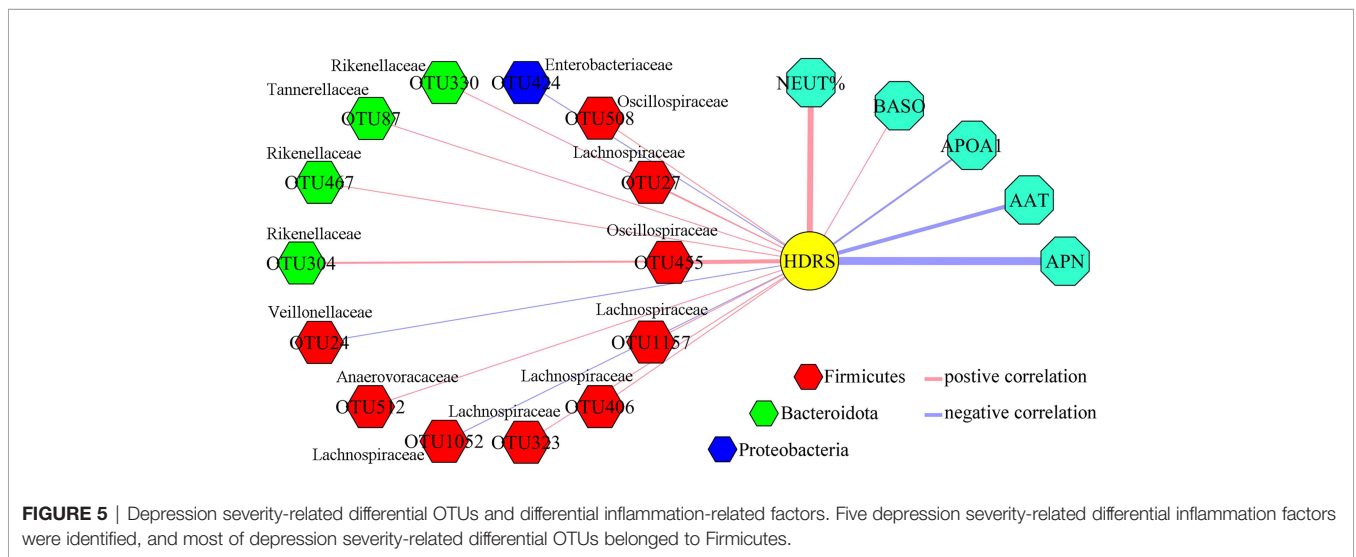 Rikenellaceae
OTU330
Enterobacteriaceae
OTU424
Tannerellaceae
OTU87
Oscillospiraceae
OTU508
Rikenellaceae
OTU467
Lachnospiraceae
OTU27
Rikenellaceae
OTU304
Oscillospiraceae
OTU455
Veillonellaceae
OTU24
Lachnospiraceae
OTU1157
Anaerovoracaceae
OTU512
Lachnospiraceae
OTU406
Lachnospiraceae
OTU1052
Lachnospiraceae
OTU323
HDRS
NEUT%
BASO
APOA1
AAT
APN
Firmicutes
Bacteroidota
Proteobacteria
postive correlation
negative correlation
FIGURE 5 | Depression severity-related differential OTUs and differential inflammation-related factors. Five depression severity-related differential inflammation factors
were identified, and most of depression severity-related differential OTUs belonged to Firmicutes.